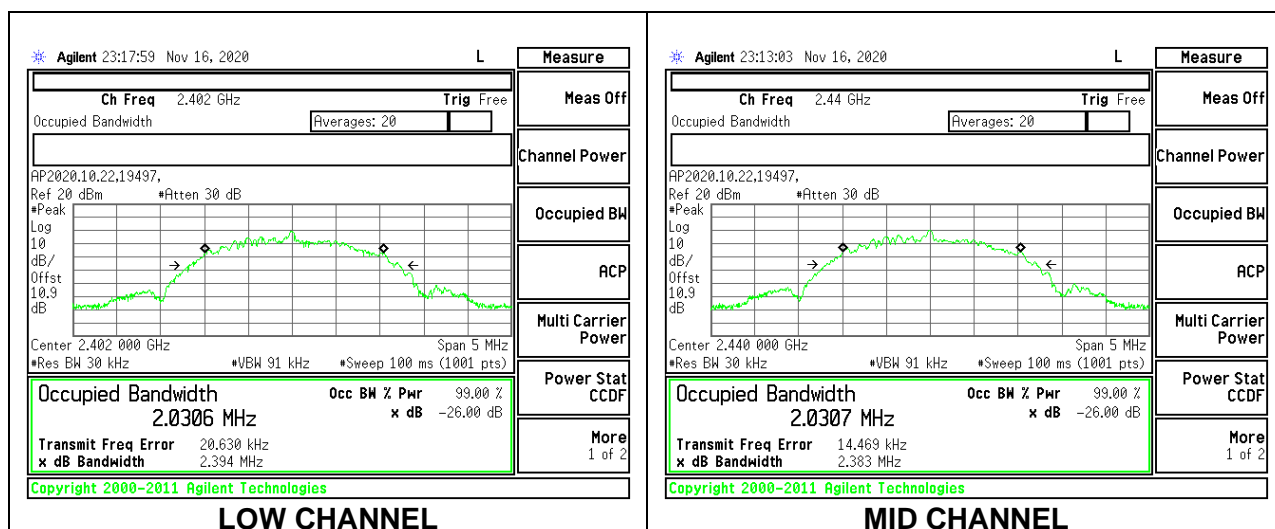 Agilent 23:17:59 Nov 16, 2020 L
Measure
Ch Freq 2.402 GHz Trig Free
Occupied Bandwidth Averages: 20
AP2020.10.22,19497,
Ref 20 dBm #Atten 30 dB
#Peak
Log
10
dB/
Offst
10.9
dB
Center 2.402 000 GHz Span 5 MHz
#Res BW 30 kHz #VBW 91 kHz #Sweep 100 ms (1001 pts)
Occupied Bandwidth Occ BW % Pwr 99.00 %
2.0306 MHz x dB -26.00 dB
Transmit Freq Error 20.630 kHz
x dB Bandwidth 2.394 MHz
Copyright 2000-2011 Agilent Technologies
Meas Off
Channel Power
Occupied BW
ACP
Multi Carrier
Power
Power Stat
CCDF
More
1 of 2
LOW CHANNEL
Agilent 23:13:03 Nov 16, 2020 L
Measure
Ch Freq 2.44 GHz Trig Free
Occupied Bandwidth Averages: 20
AP2020.10.22,19497,
Ref 20 dBm #Atten 30 dB
#Peak
Log
10
dB/
Offst
10.9
dB
Center 2.440 000 GHz Span 5 MHz
#Res BW 30 kHz #VBW 91 kHz #Sweep 100 ms (1001 pts)
Occupied Bandwidth Occ BW % Pwr 99.00 %
2.0307 MHz x dB -26.00 dB
Transmit Freq Error 14.469 kHz
x dB Bandwidth 2.383 MHz
Copyright 2000-2011 Agilent Technologies
Meas Off
Channel Power
Occupied BW
ACP
Multi Carrier
Power
Power Stat
CCDF
More
1 of 2
MID CHANNEL